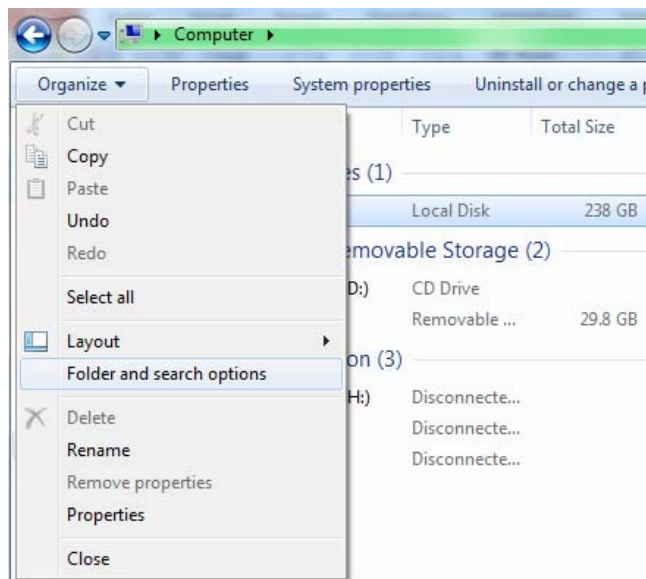 Computer
Organize Properties System properties Uninstall or change a
Cut
Copy
Paste
Undo
Redo
Select all
Layout
Folder and search options
Delete
Rename
Remove properties
Properties
Close
Type Total Size
es (1)
Local Disk 238 GB
emovable Storage (2)
D:) CD Drive
Removable ... 29.8 GB
on (3)
H:) Disconnecte...
Disconnecte...
Disconnecte...